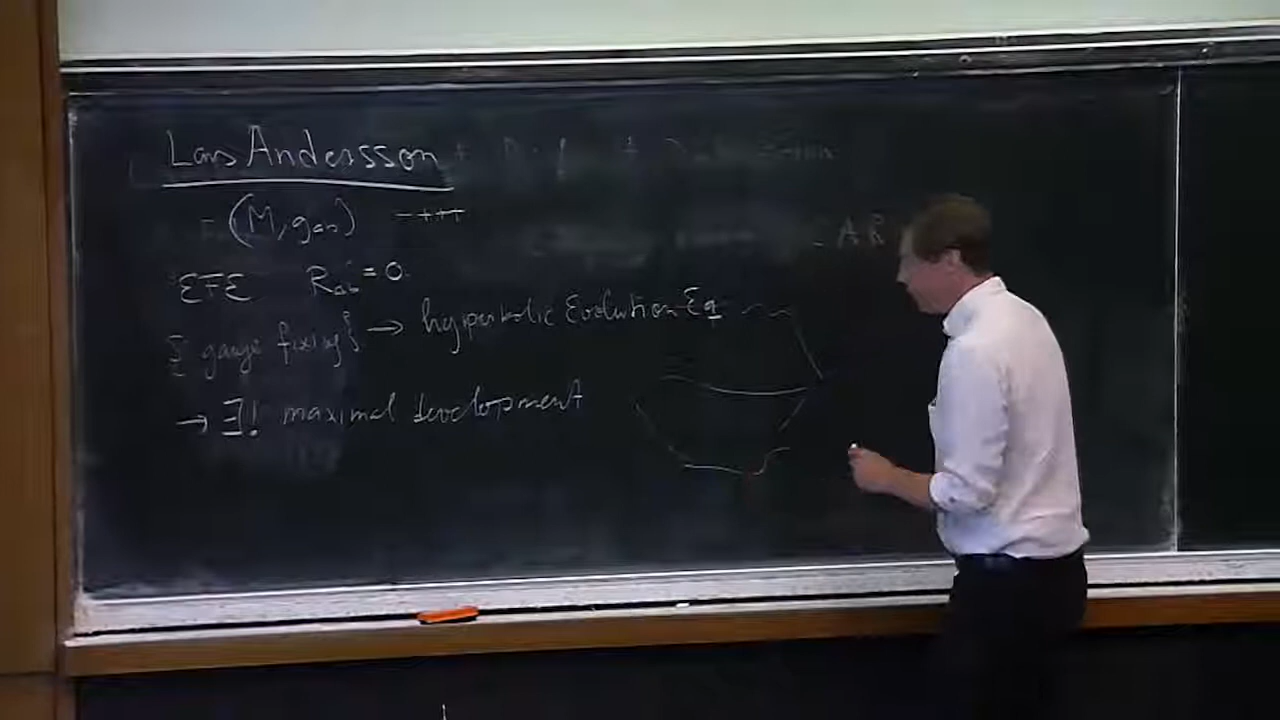 Lars Andersson
(M, gab) -+++
EFE Rab = 0
{ gauge fixing } → hyperbolic Evolution Eq
→ ∃! maximal development